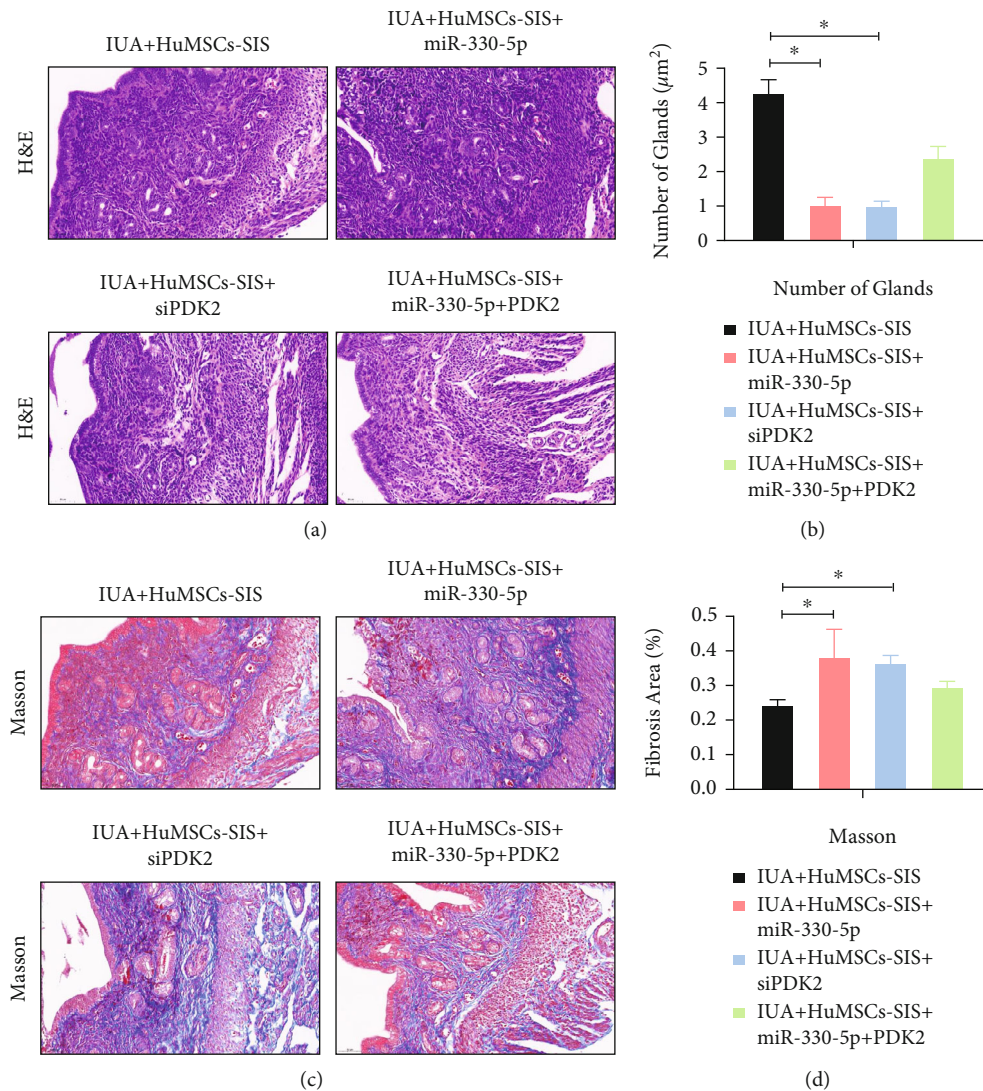 IUA+HuMSCs-SIS
IUA+HuMSCs-SIS+
miR-330-5p
H&E
IUA+HuMSCs-SIS+
siPDK2
IUA+HuMSCs-SIS+
miR-330-5p+PDK2
H&E
(a)
Number of Glands (μm²)
5
4
3
2
1
0
*
*
Number of Glands
IUA+HuMSCs-SIS
IUA+HuMSCs-SIS+
miR-330-5p
IUA+HuMSCs-SIS+
siPDK2
IUA+HuMSCs-SIS+
miR-330-5p+PDK2
(b)
IUA+HuMSCs-SIS
IUA+HuMSCs-SIS+
miR-330-5p
Masson
IUA+HuMSCs-SIS+
siPDK2
IUA+HuMSCs-SIS+
miR-330-5p+PDK2
Masson
(c)
Fibrosis Area (%)
0.5
0.4
0.3
0.2
0.1
0.0
*
*
Masson
IUA+HuMSCs-SIS
IUA+HuMSCs-SIS+
miR-330-5p
IUA+HuMSCs-SIS+
siPDK2
IUA+HuMSCs-SIS+
miR-330-5p+PDK2
(d)